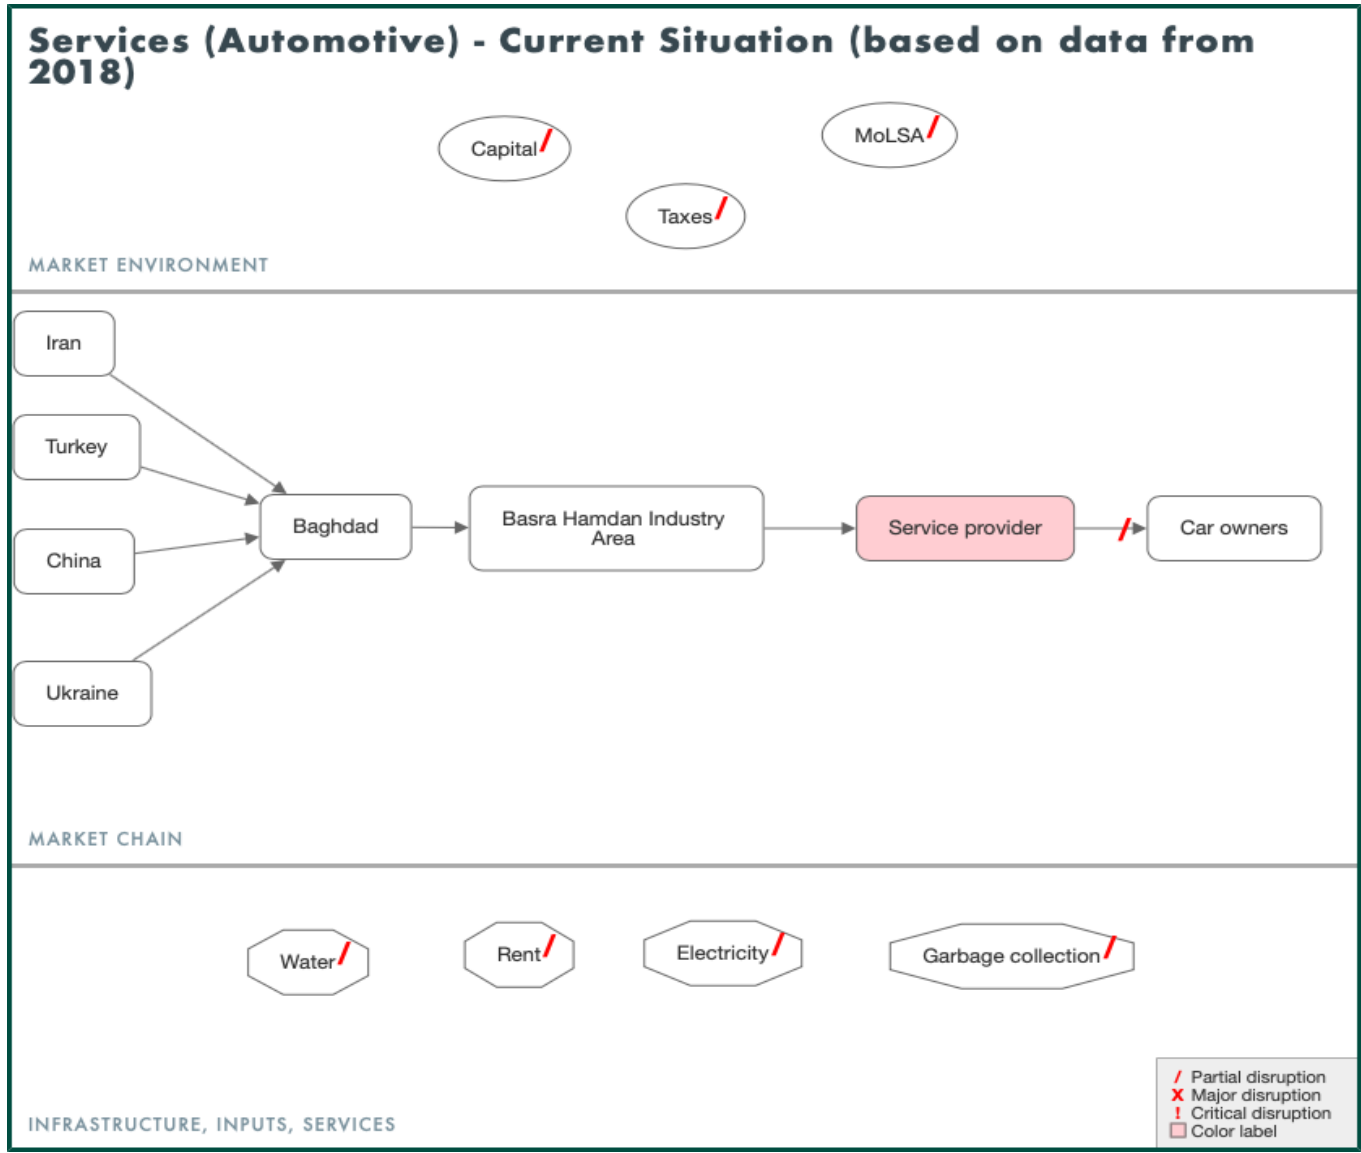 Services (Automotive) - Current Situation (based on data from
2018)
Capital
MoLSA
Taxes
MARKET ENVIRONMENT
Iran
Turkey
China
Ukraine
Baghdad
Basra Hamdan Industry
Area
Service provider
Car owners
MARKET CHAIN
Water
Rent
Electricity
Garbage collection
/ Partial disruption
X Major disruption
! Critical disruption
Color label
INFRASTRUCTURE, INPUTS, SERVICES